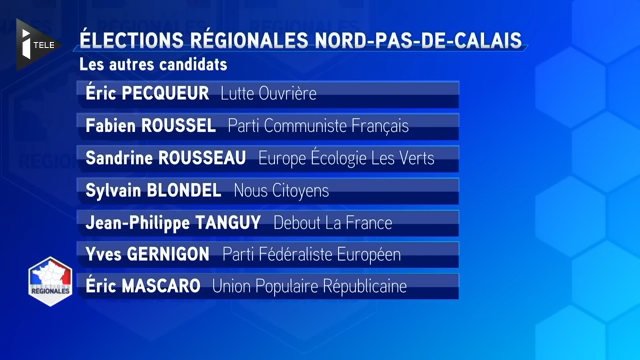 iTELE
ÉLECTIONS RÉGIONALES NORD-PAS-DE-CALAIS
Les autres candidats
Éric PECQUEUR Lutte Ouvrière
Fabien ROUSSEL Parti Communiste Français
Sandrine ROUSSEAU Europe Écologie Les Verts
Sylvain BLONDEL Nous Citoyens
Jean-Philippe TANGUY Debout La France
Yves GERNIGON Parti Fédéraliste Européen
Éric MASCARO Union Populaire Républicaine
RÉGIONALES